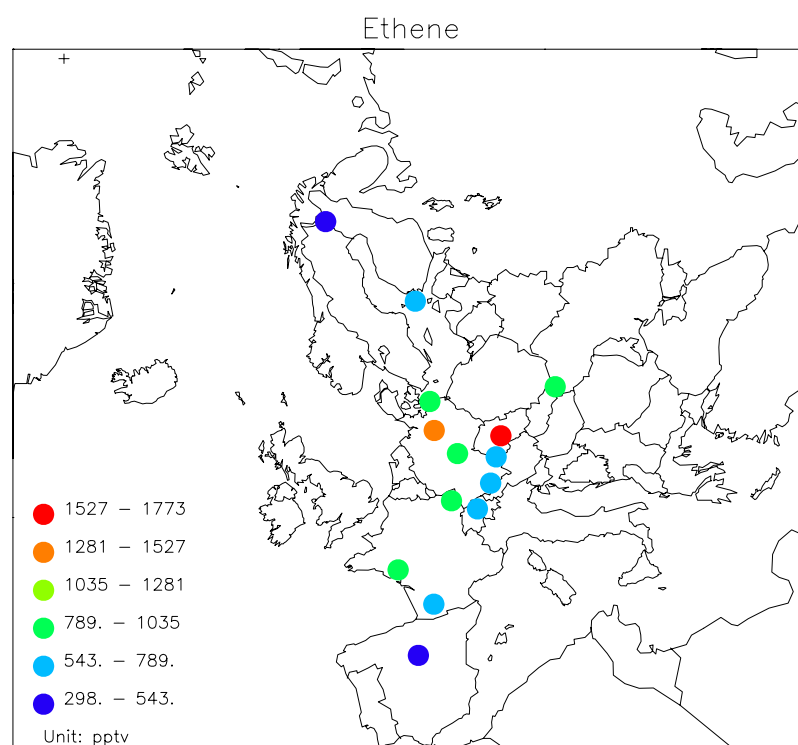 Ethene
1527 – 1773
1281 – 1527
1035 – 1281
789. – 1035
543. – 789.
298. – 543.
Unit: pptv